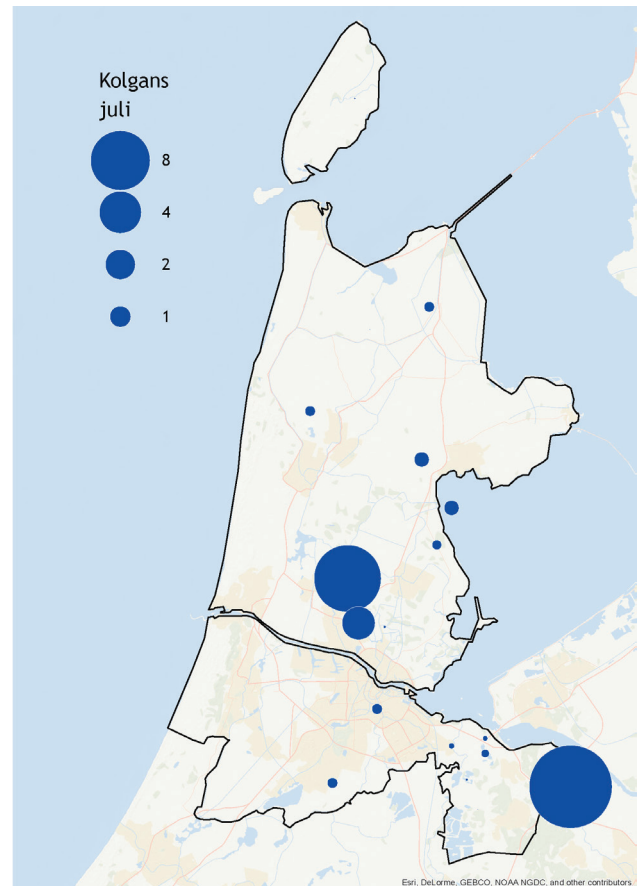 Kolgans
juli
8
4
2
1
Esri, DeLorme, GEBCO, NOAA NGDC, and other contributors